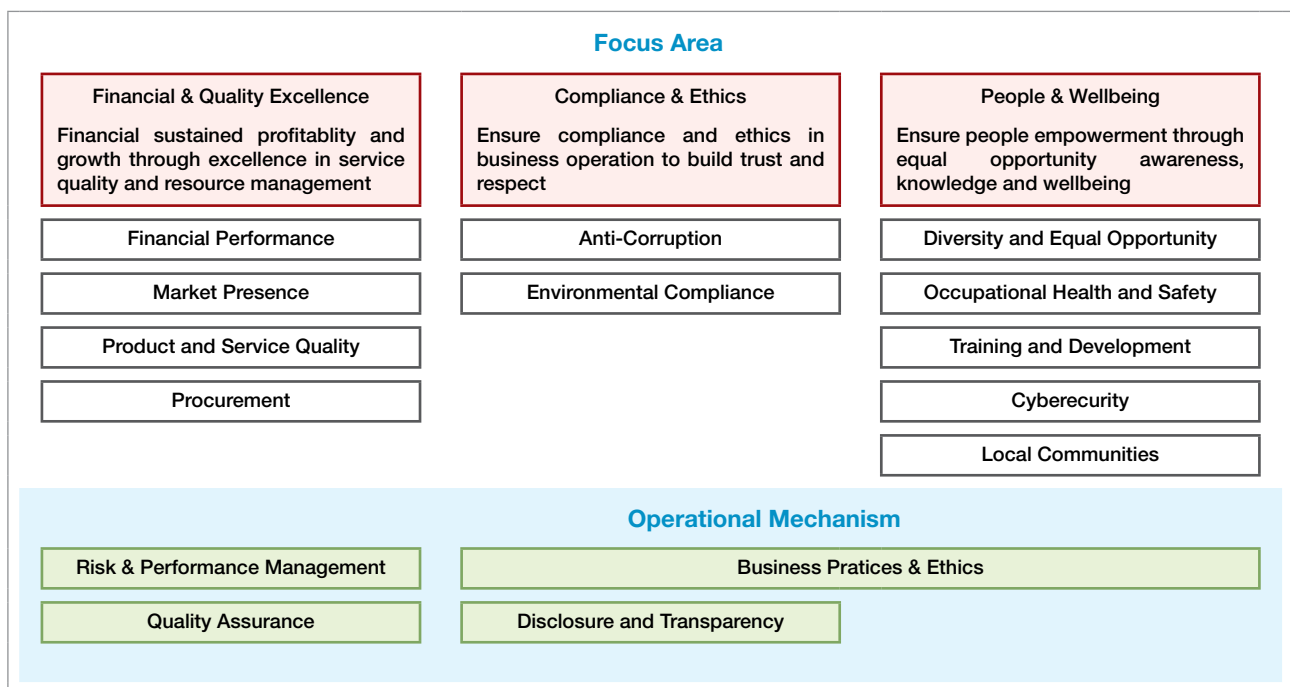 Focus Area
Financial & Quality Excellence
Financial sustained profitablity and
growth through excellence in service
quality and resource management
Financial Performance
Market Presence
Product and Service Quality
Procurement
Compliance & Ethics
Ensure compliance and ethics in
business operation to build trust and
respect
Anti-Corruption
Environmental Compliance
People & Wellbeing
Ensure people empowerment through
equal opportunity awareness,
knowledge and wellbeing
Diversity and Equal Opportunity
Occupational Health and Safety
Training and Development
Cyberecurity
Local Communities
Operational Mechanism
Risk & Performance Management
Quality Assurance
Business Pratices & Ethics
Disclosure and Transparency